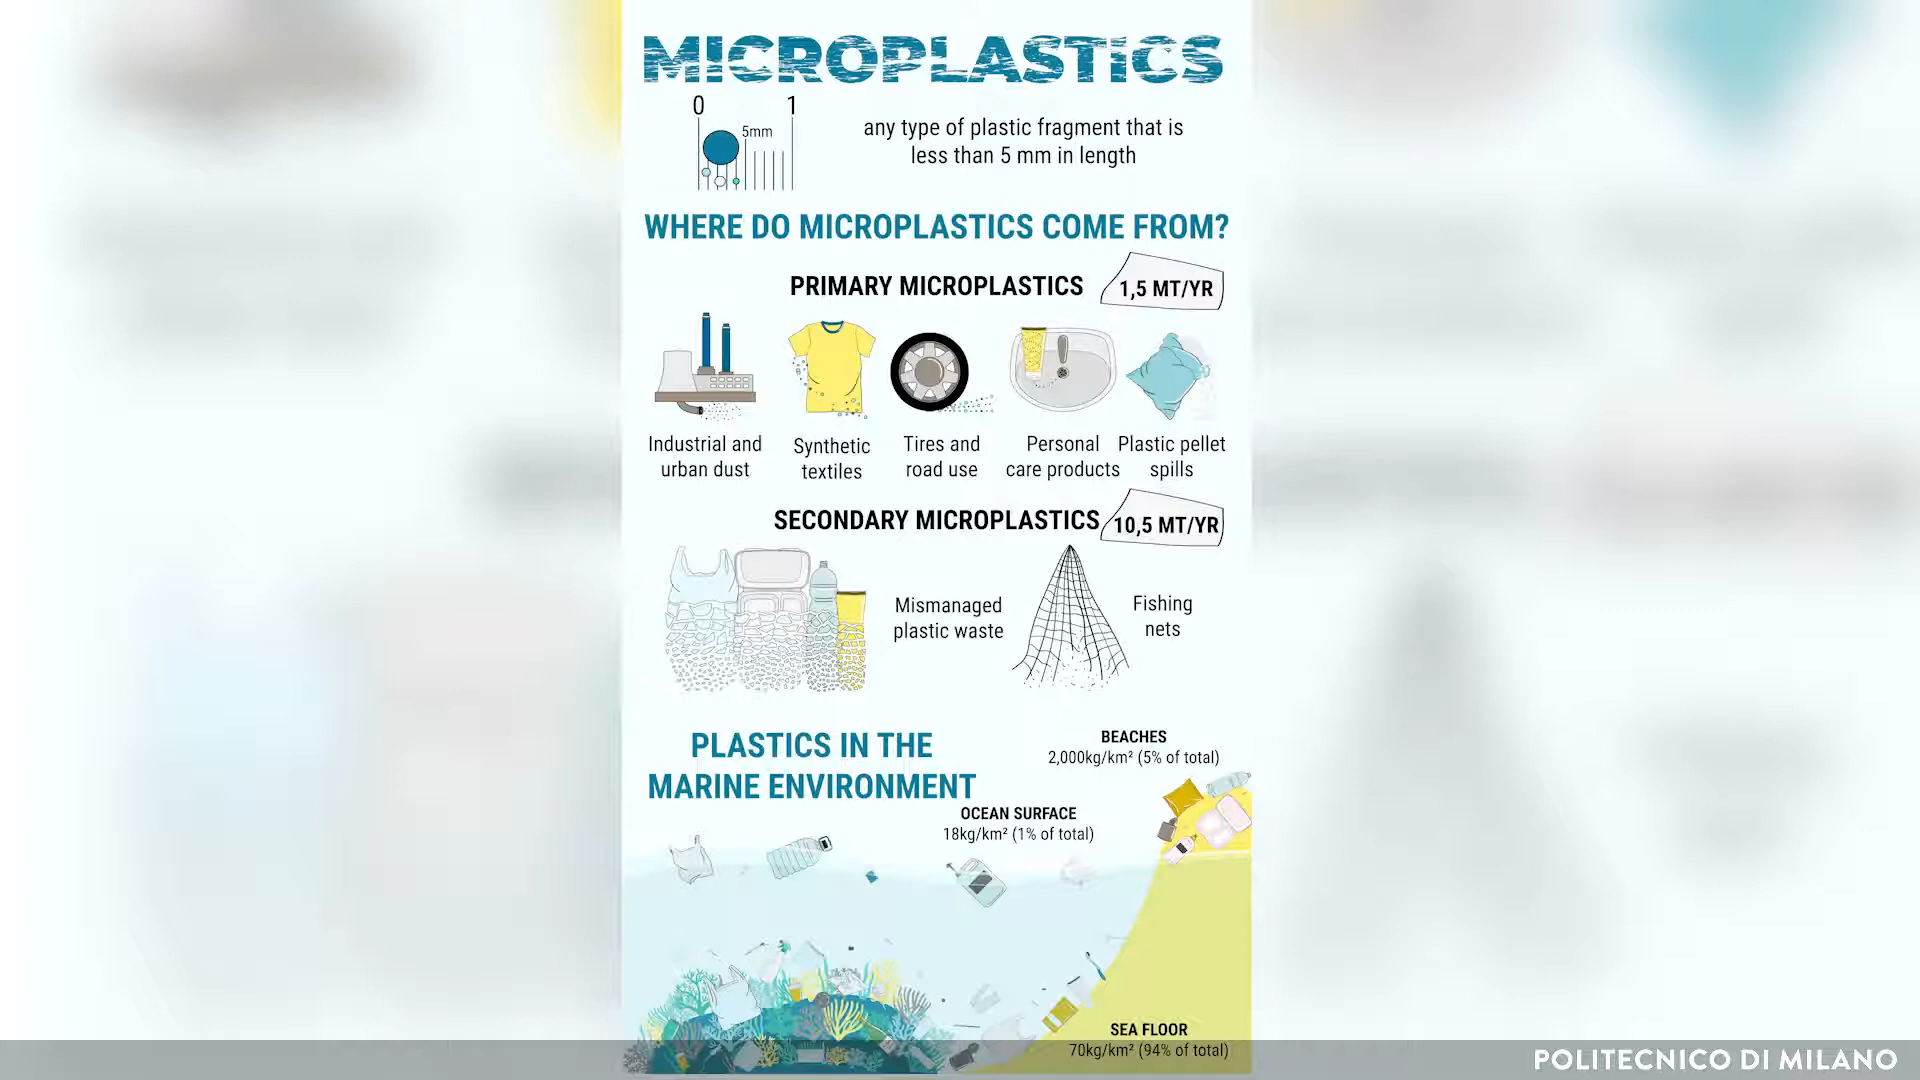 MICROPLASTICS
0 1
5mm
any type of plastic fragment that is
less than 5 mm in length
WHERE DO MICROPLASTICS COME FROM?
PRIMARY MICROPLASTICS
1,5 MT/YR
Industrial and
urban dust
Synthetic
textiles
Tires and
road use
Personal
care products
Plastic pellet
spills
SECONDARY MICROPLASTICS
10,5 MT/YR
Mismanaged
plastic waste
Fishing
nets
PLASTICS IN THE
MARINE ENVIRONMENT
BEACHES
2,000kg/km² (5% of total)
OCEAN SURFACE
18kg/km² (1% of total)
SEA FLOOR
70kg/km² (94% of total)
POLITECNICO DI MILANO